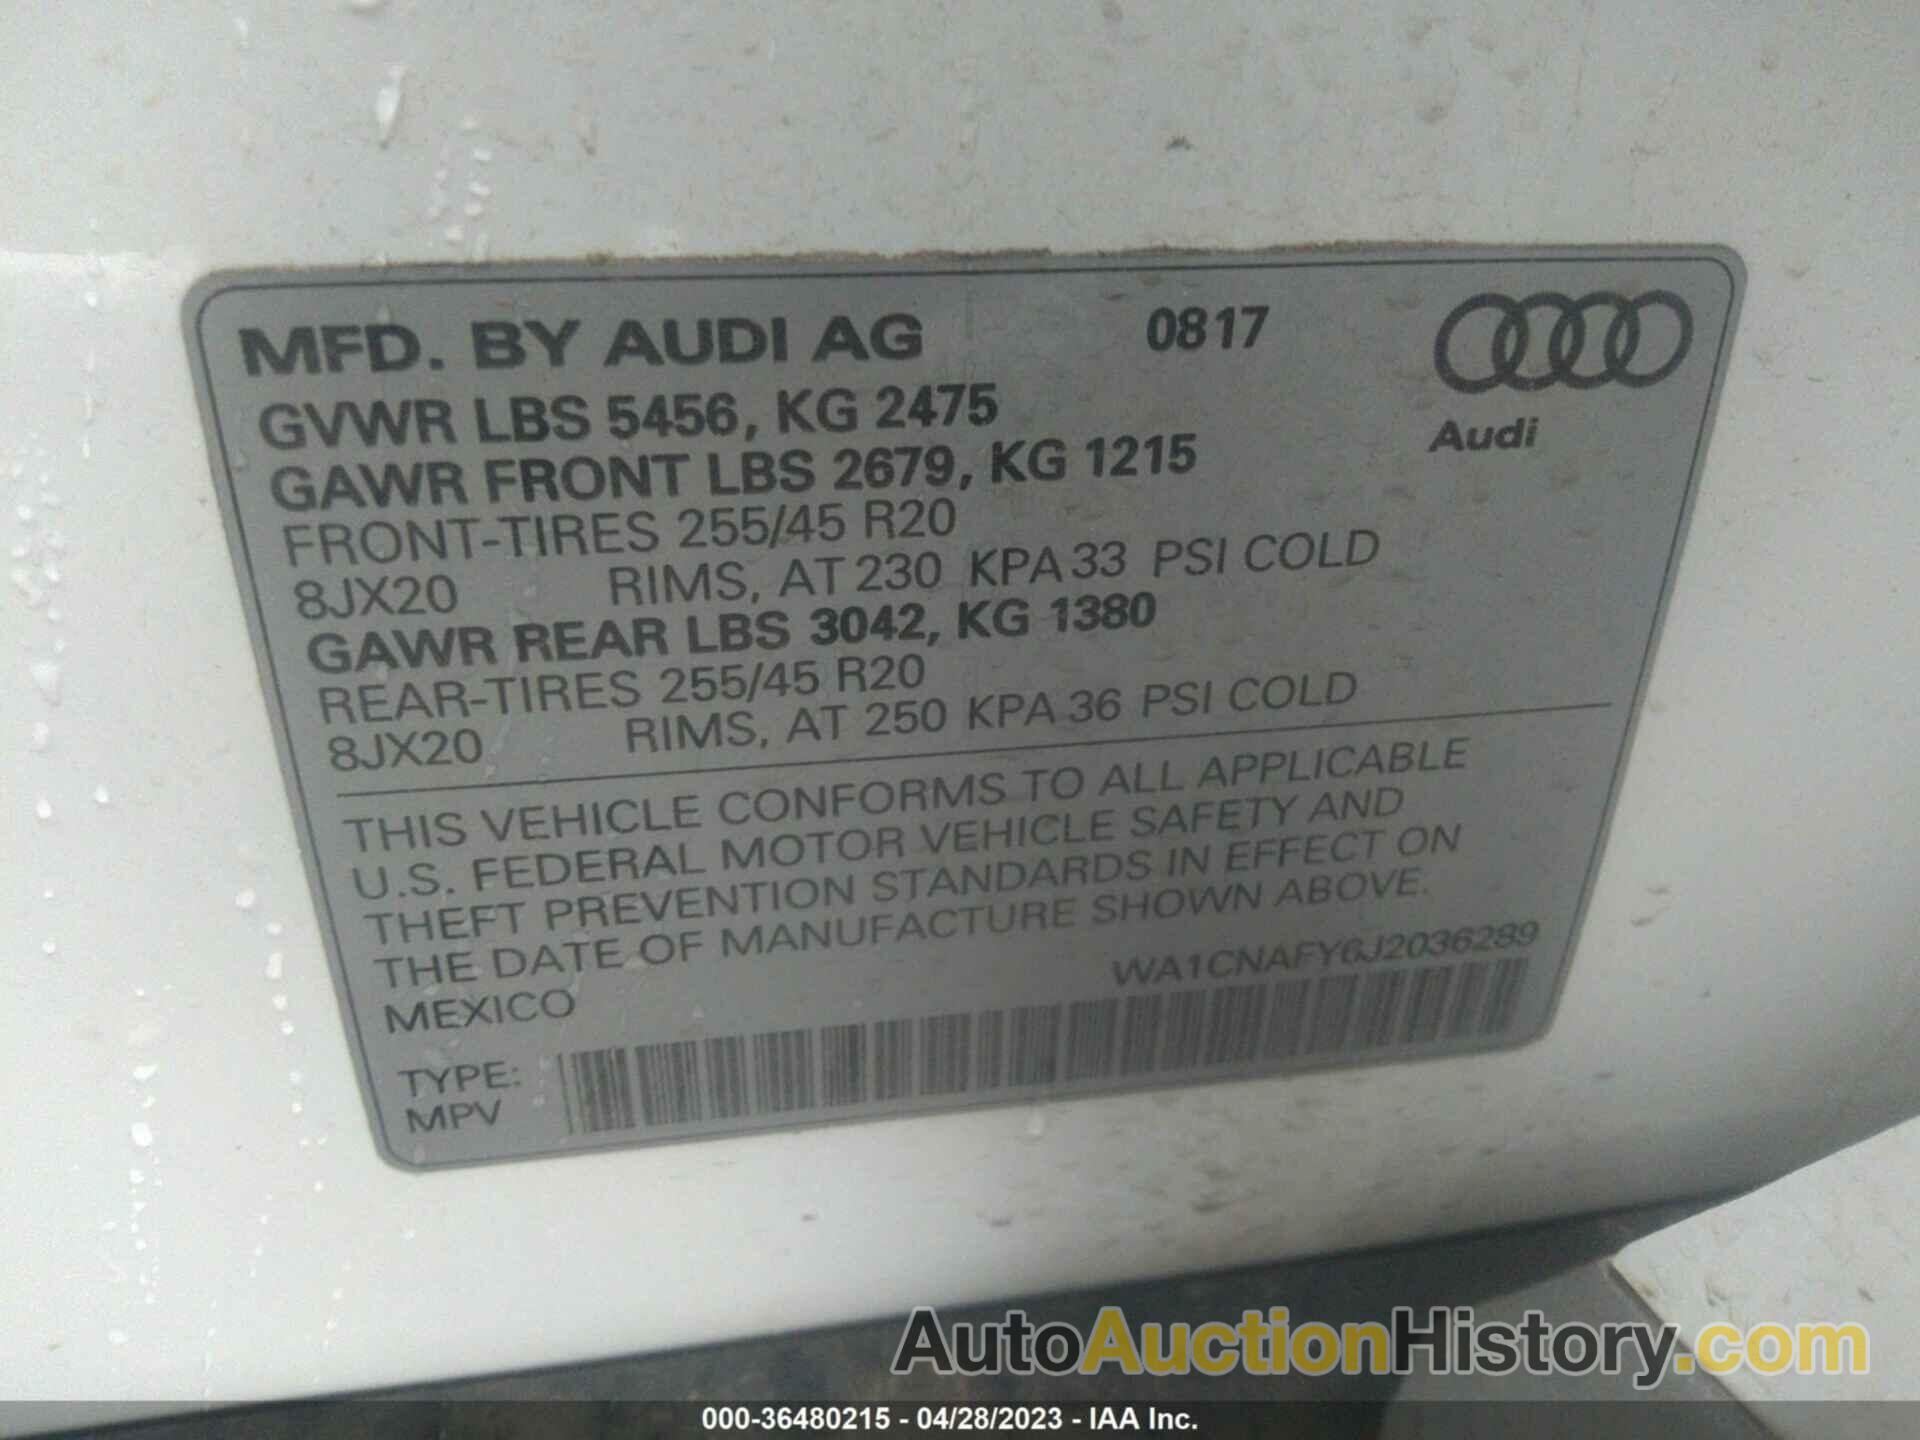 MFD. BY AUDI AG 0817
GVWR LBS 5456, KG 2475
Audi
GAWR FRONT LBS 2679, KG 1215
FRONT-TIRES 255/45 R20
8JX20 RIMS, AT 230 KPA 33 PSI COLD
GAWR REAR LBS 3042, KG 1380
REAR-TIRES 255/45 R20
8JX20 RIMS, AT 250 KPA 36 PSI COLD
THIS VEHICLE CONFORMS TO ALL APPLICABLE
U.S. FEDERAL MOTOR VEHICLE SAFETY AND
THEFT PREVENTION STANDARDS IN EFFECT ON
THE DATE OF MANUFACTURE SHOWN ABOVE.
MEXICO WA1CNAFY6J2036289
TYPE:
MPV
AutoAuctionHistory.com
000-36480215 - 04/28/2023 - IAA Inc.